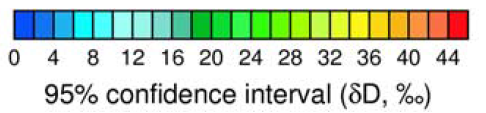 0 4 8 12 16 20 24 28 32 36 40 44
95% confidence interval (δD, ‰)